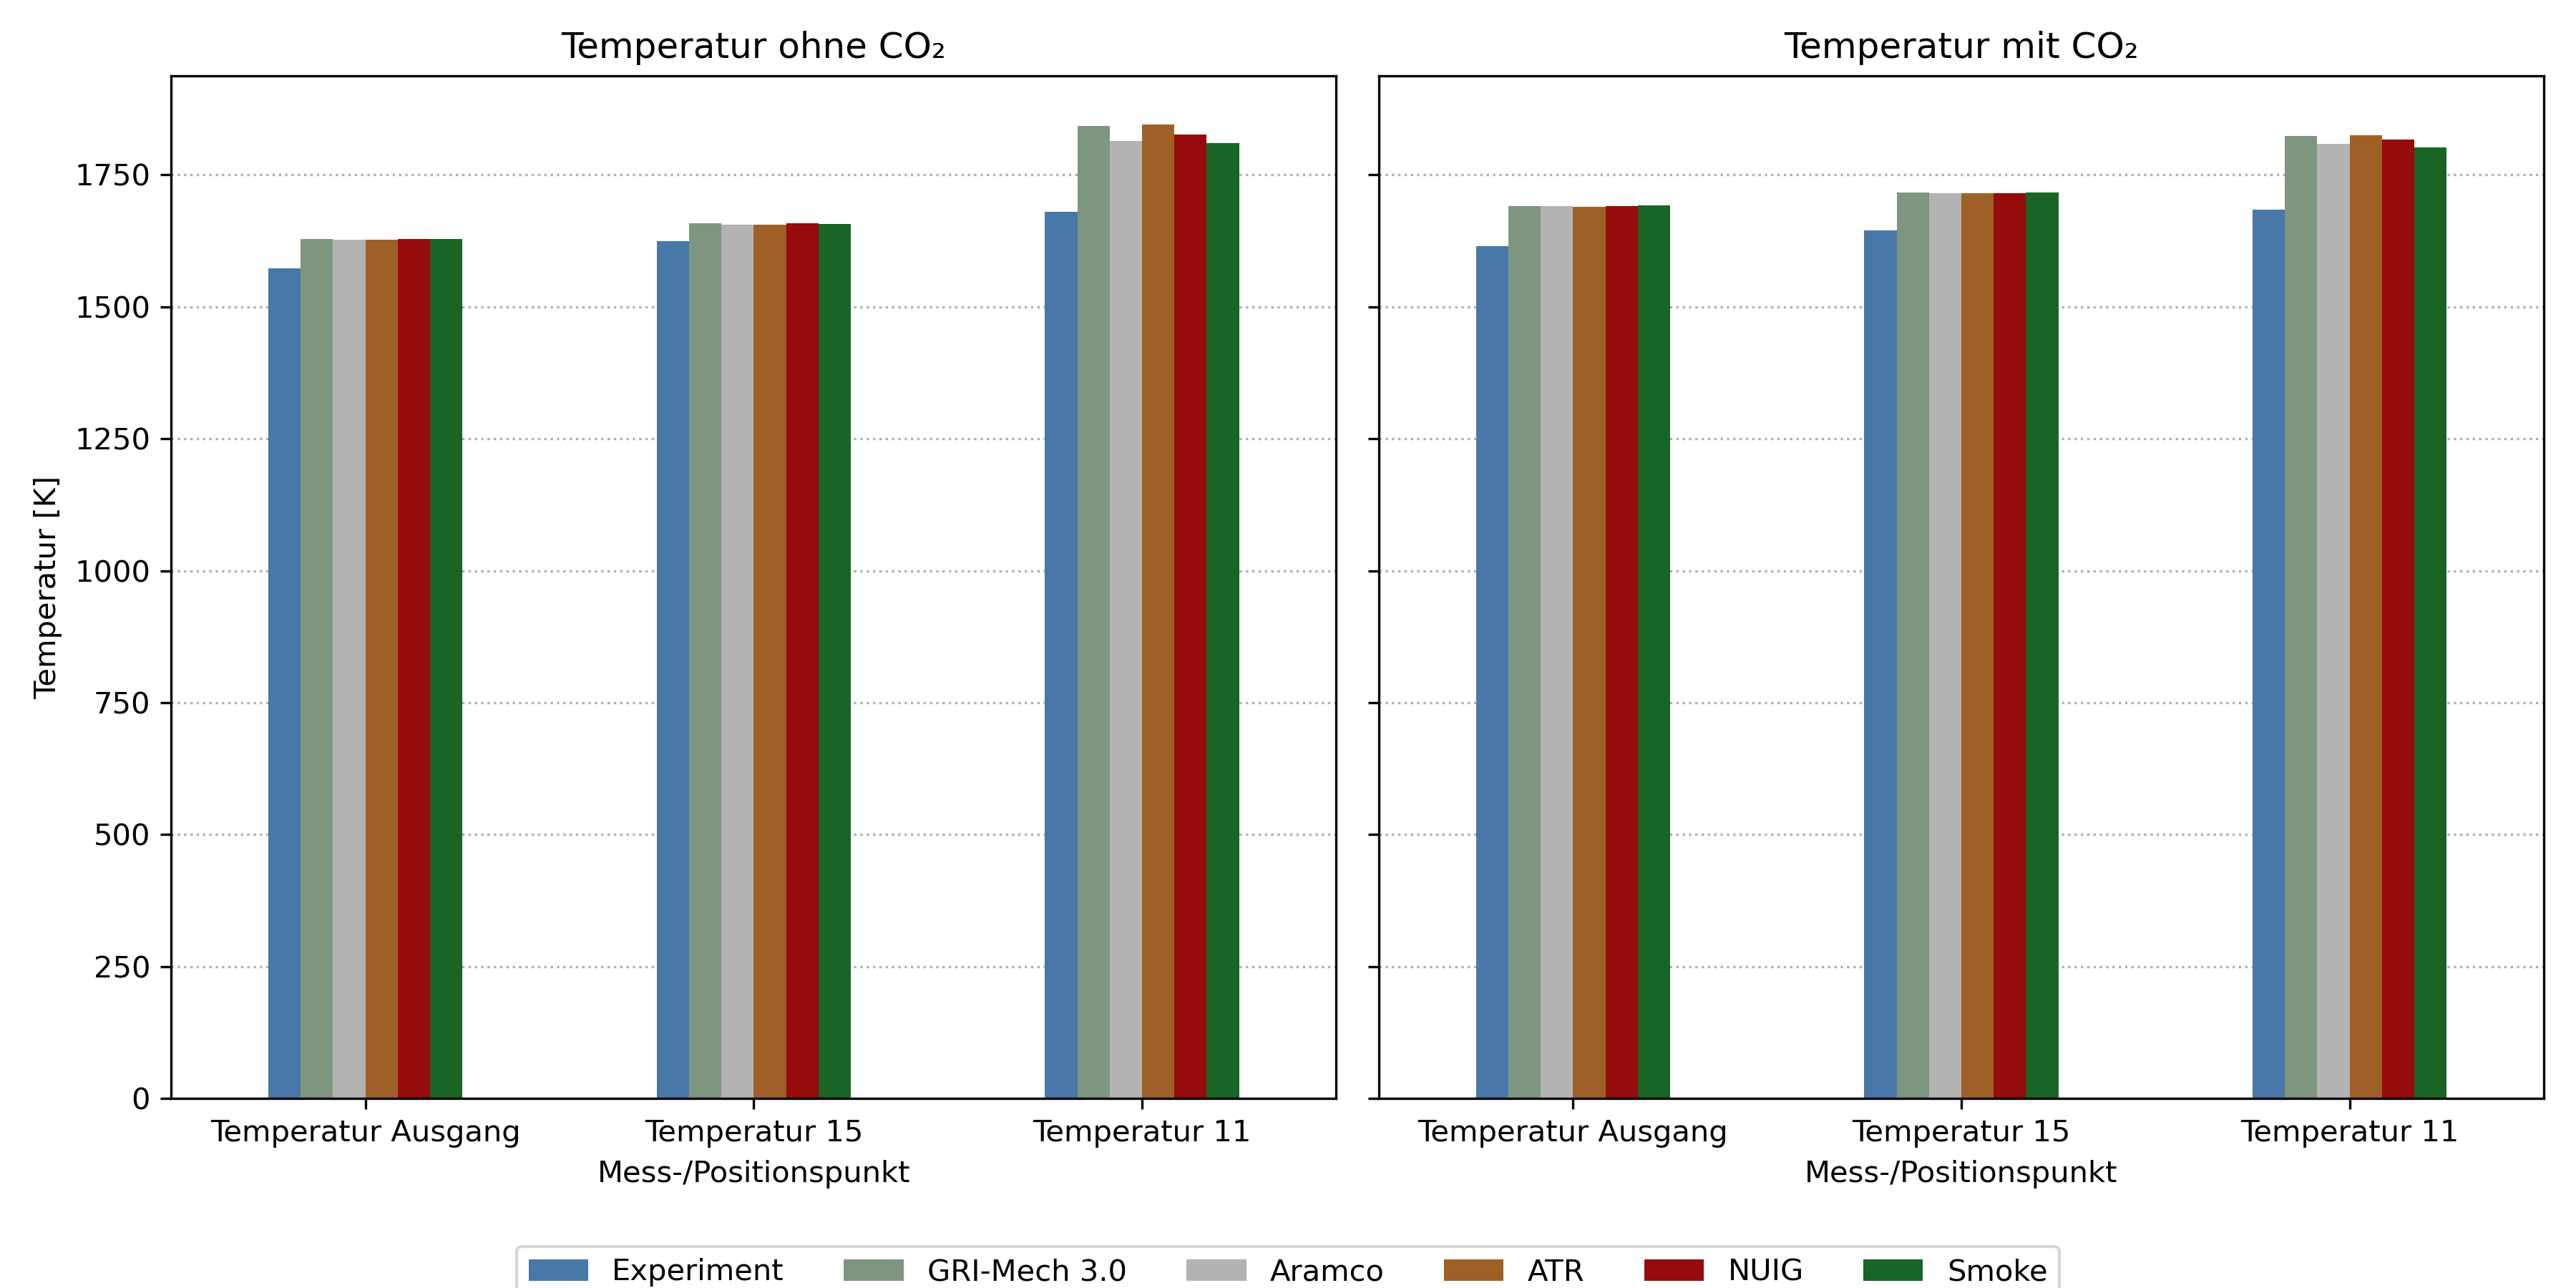 Temperatur ohne CO₂
Temperatur mit CO₂
Temperatur [K]
1750
1500
1250
1000
750
500
250
0
Temperatur Ausgang Temperatur 15 Temperatur 11
Mess-/Positionspunkt
Temperatur Ausgang Temperatur 15 Temperatur 11
Mess-/Positionspunkt
Experiment GRI-Mech 3.0 Aramco ATR NUIG Smoke